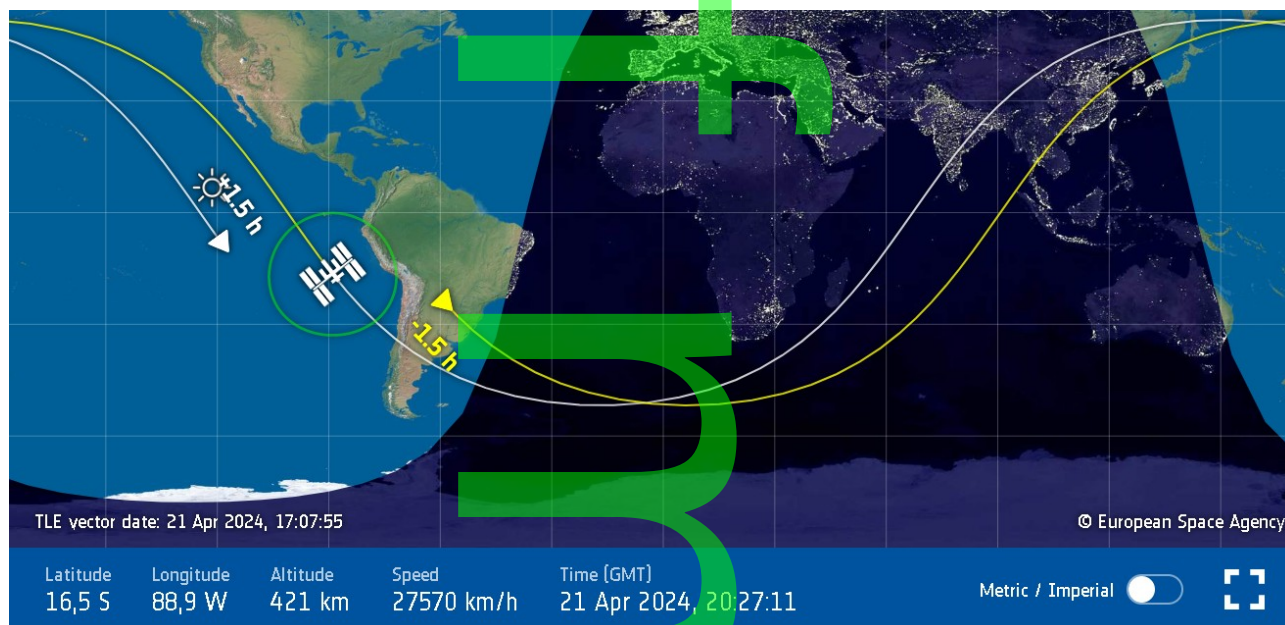 +1.5 h
-1.5 h
TLE vector date: 21 Apr 2024, 17:07:55
© European Space Agency
Latitude Longitude Altitude Speed Time (GMT)
16,5 S 88,9 W 421 km 27570 km/h 21 Apr 2024, 20:27:11
Metric / Imperial